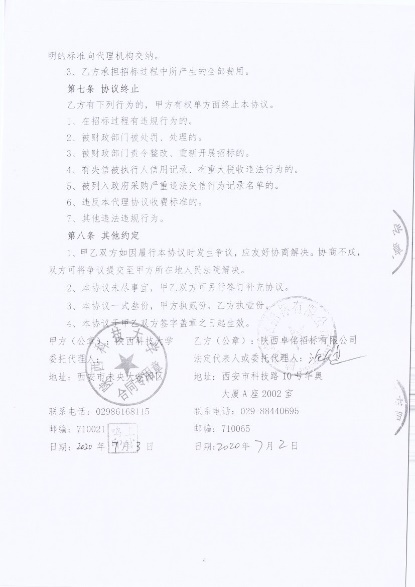 明的标准向代理机构交纳。
2、乙方承担招标过程中所产生的全部费用。
第七条 协议终止
乙方有下列行为的，甲方有权单方面终止本协议。
1、在招标过程有违规行为的。
2、被财政部门被处罚、处理的。
3、被财政部门责令整改、重新开展招标的。
4、有失信被执行人信用记录、有重大税收违法行为的。
5、被列入政府采购严重违法失信行为记录名单的。
6、违反本代理协议收费标准的。
7、其他违法违规行为。
第八条 其他约定
1、甲乙双方如因履行本协议时发生争议，应友好协商解决。协商不成，
双方可将争议提交至甲方所在地人民法院解决。
2、本协议未尽事宜，甲乙双方可另行签订补充协议。
3、本协议一式叁份，甲方执贰份，乙方执壹份。
4、本协议经甲乙双方签字盖章之日起生效。
甲方（公章）：陕西科技大学
乙方（公章）：陕西卓佲招标有限公司
委托代理人：
法定代表人或委托代理人：
地址：西安市未央
地址：西安市科技路10号华奥
大厦A座2002室
联系电话：02986168115
联系电话：029-88440695
邮编：710021
邮编：710065
日期：2020年7月3日
日期：2020年7月2日
合同专用章